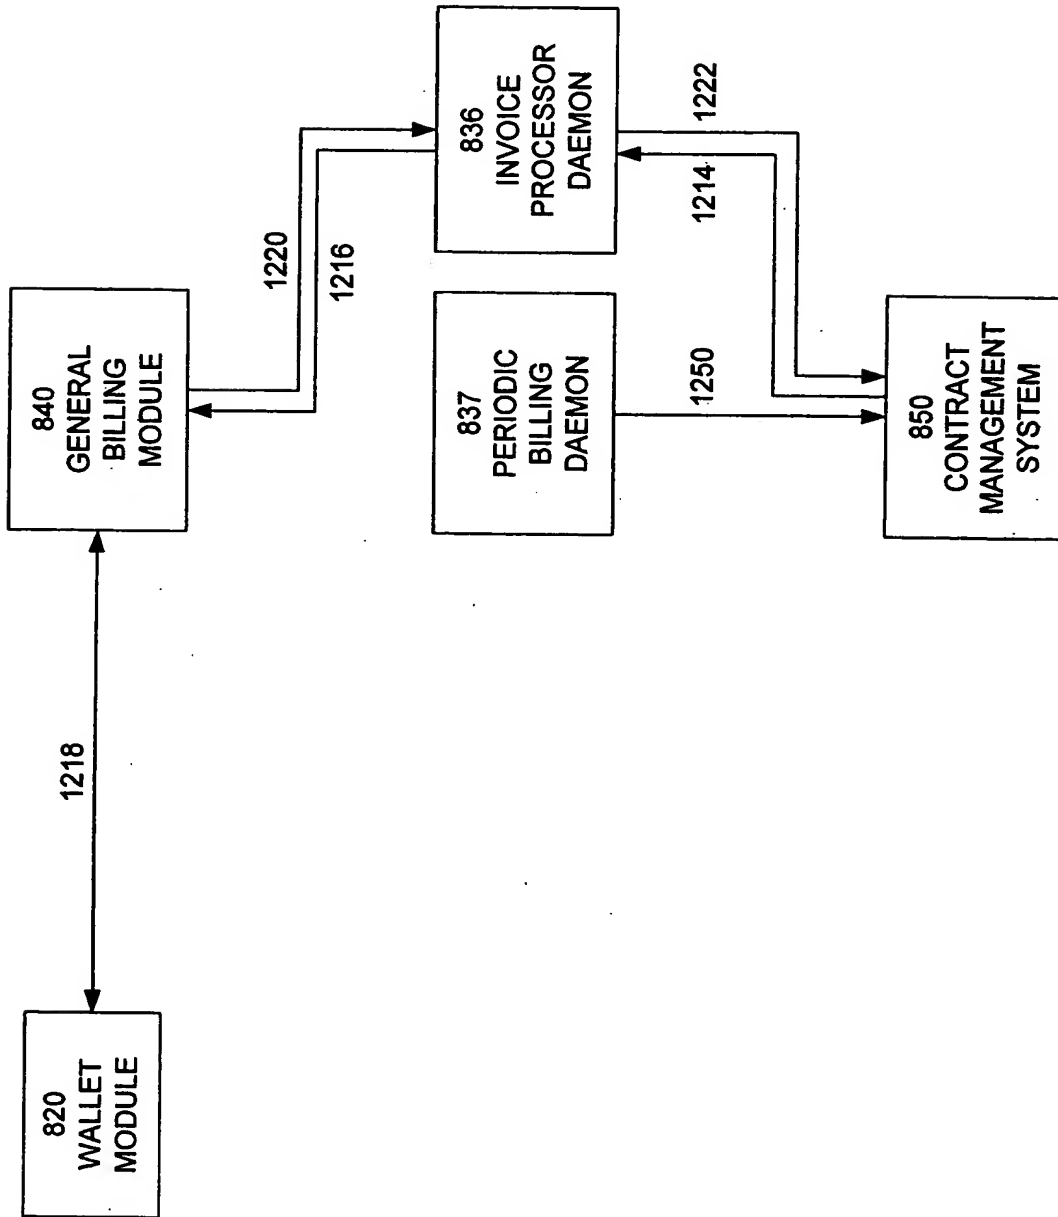 820
WALLET
MODULE
1218
840
GENERAL
BILLING
MODULE
1220
1216
837
PERIODIC
BILLING
DAEMON
836
INVOICE
PROCESSOR
DAEMON
1250
1214
1222
850
CONTRACT
MANAGEMENT
SYSTEM